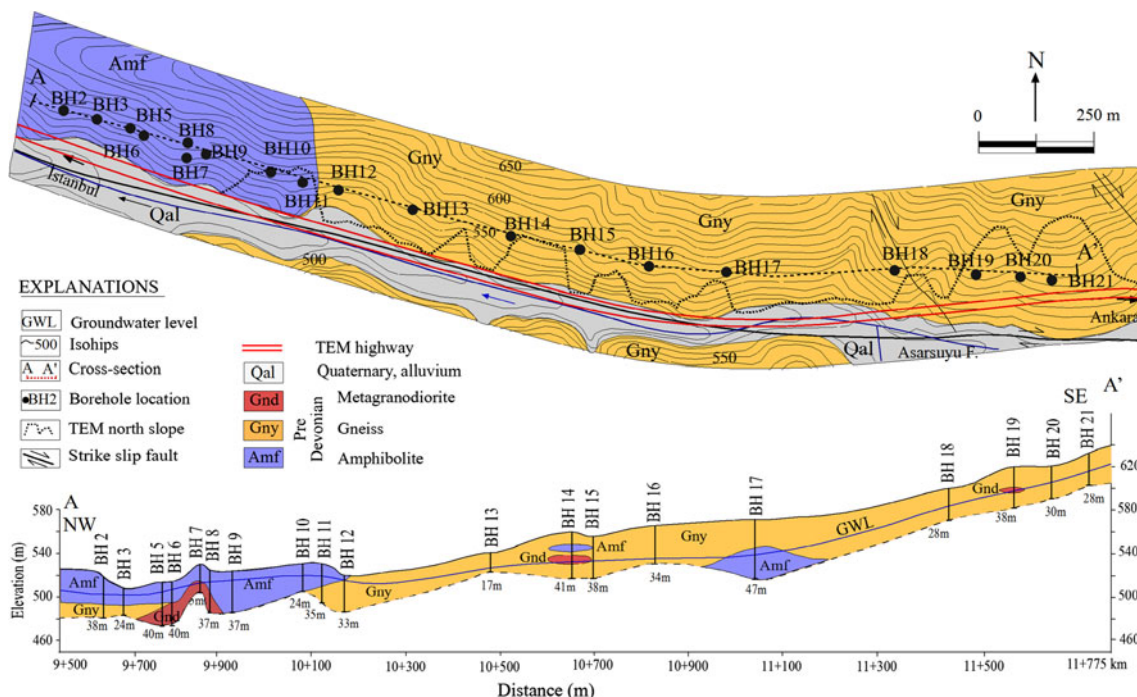 Amf
A
BH2
BH3
BH5
BH6
BH8
BH9
BH7
BH10
BH11
BH12
BH13
BH14
BH15
BH16
BH17
BH18
BH19
BH20
BH21
Gny
650
600
550
500
Gny
Gny
A'
N
0 250 m
İstanbul
Qal
Gny
550
Qal
Asarsuyu F.
Ankara
EXPLANATIONS
GWL Groundwater level
500 Isohips
A A' Cross-section
BH2 Borehole location
TEM north slope
Strike slip fault
TEM highway
Qal Quaternary, alluvium
Gnd Metagranodiorite
Gny Gneiss
Amf Amphibolite
Pre Devonian
A
NW
SE
A'
Elevation (m)
580
540
500
460
620
580
540
520
460
BH 2
BH 3
BH 5
BH 6
BH 7
BH 8
BH 9
BH 10
BH 11
BH 12
BH 13
BH 14
BH 15
BH 16
BH 17
BH 18
BH 19
BH 20
BH 21
Amf
Gny
Gnd
Amf
Gny
Gnd
Amf
Gny
Amf
GWL
Gnd
38m
24m
40m
40m
37m
37m
24m
35m
33m
17m
41m
38m
34m
47m
28m
38m
30m
28m
9+500 9+700 9+900 10+100 10+300 10+500 10+700 10+900 11+100 11+300 11+500 11+775 km
Distance (m)